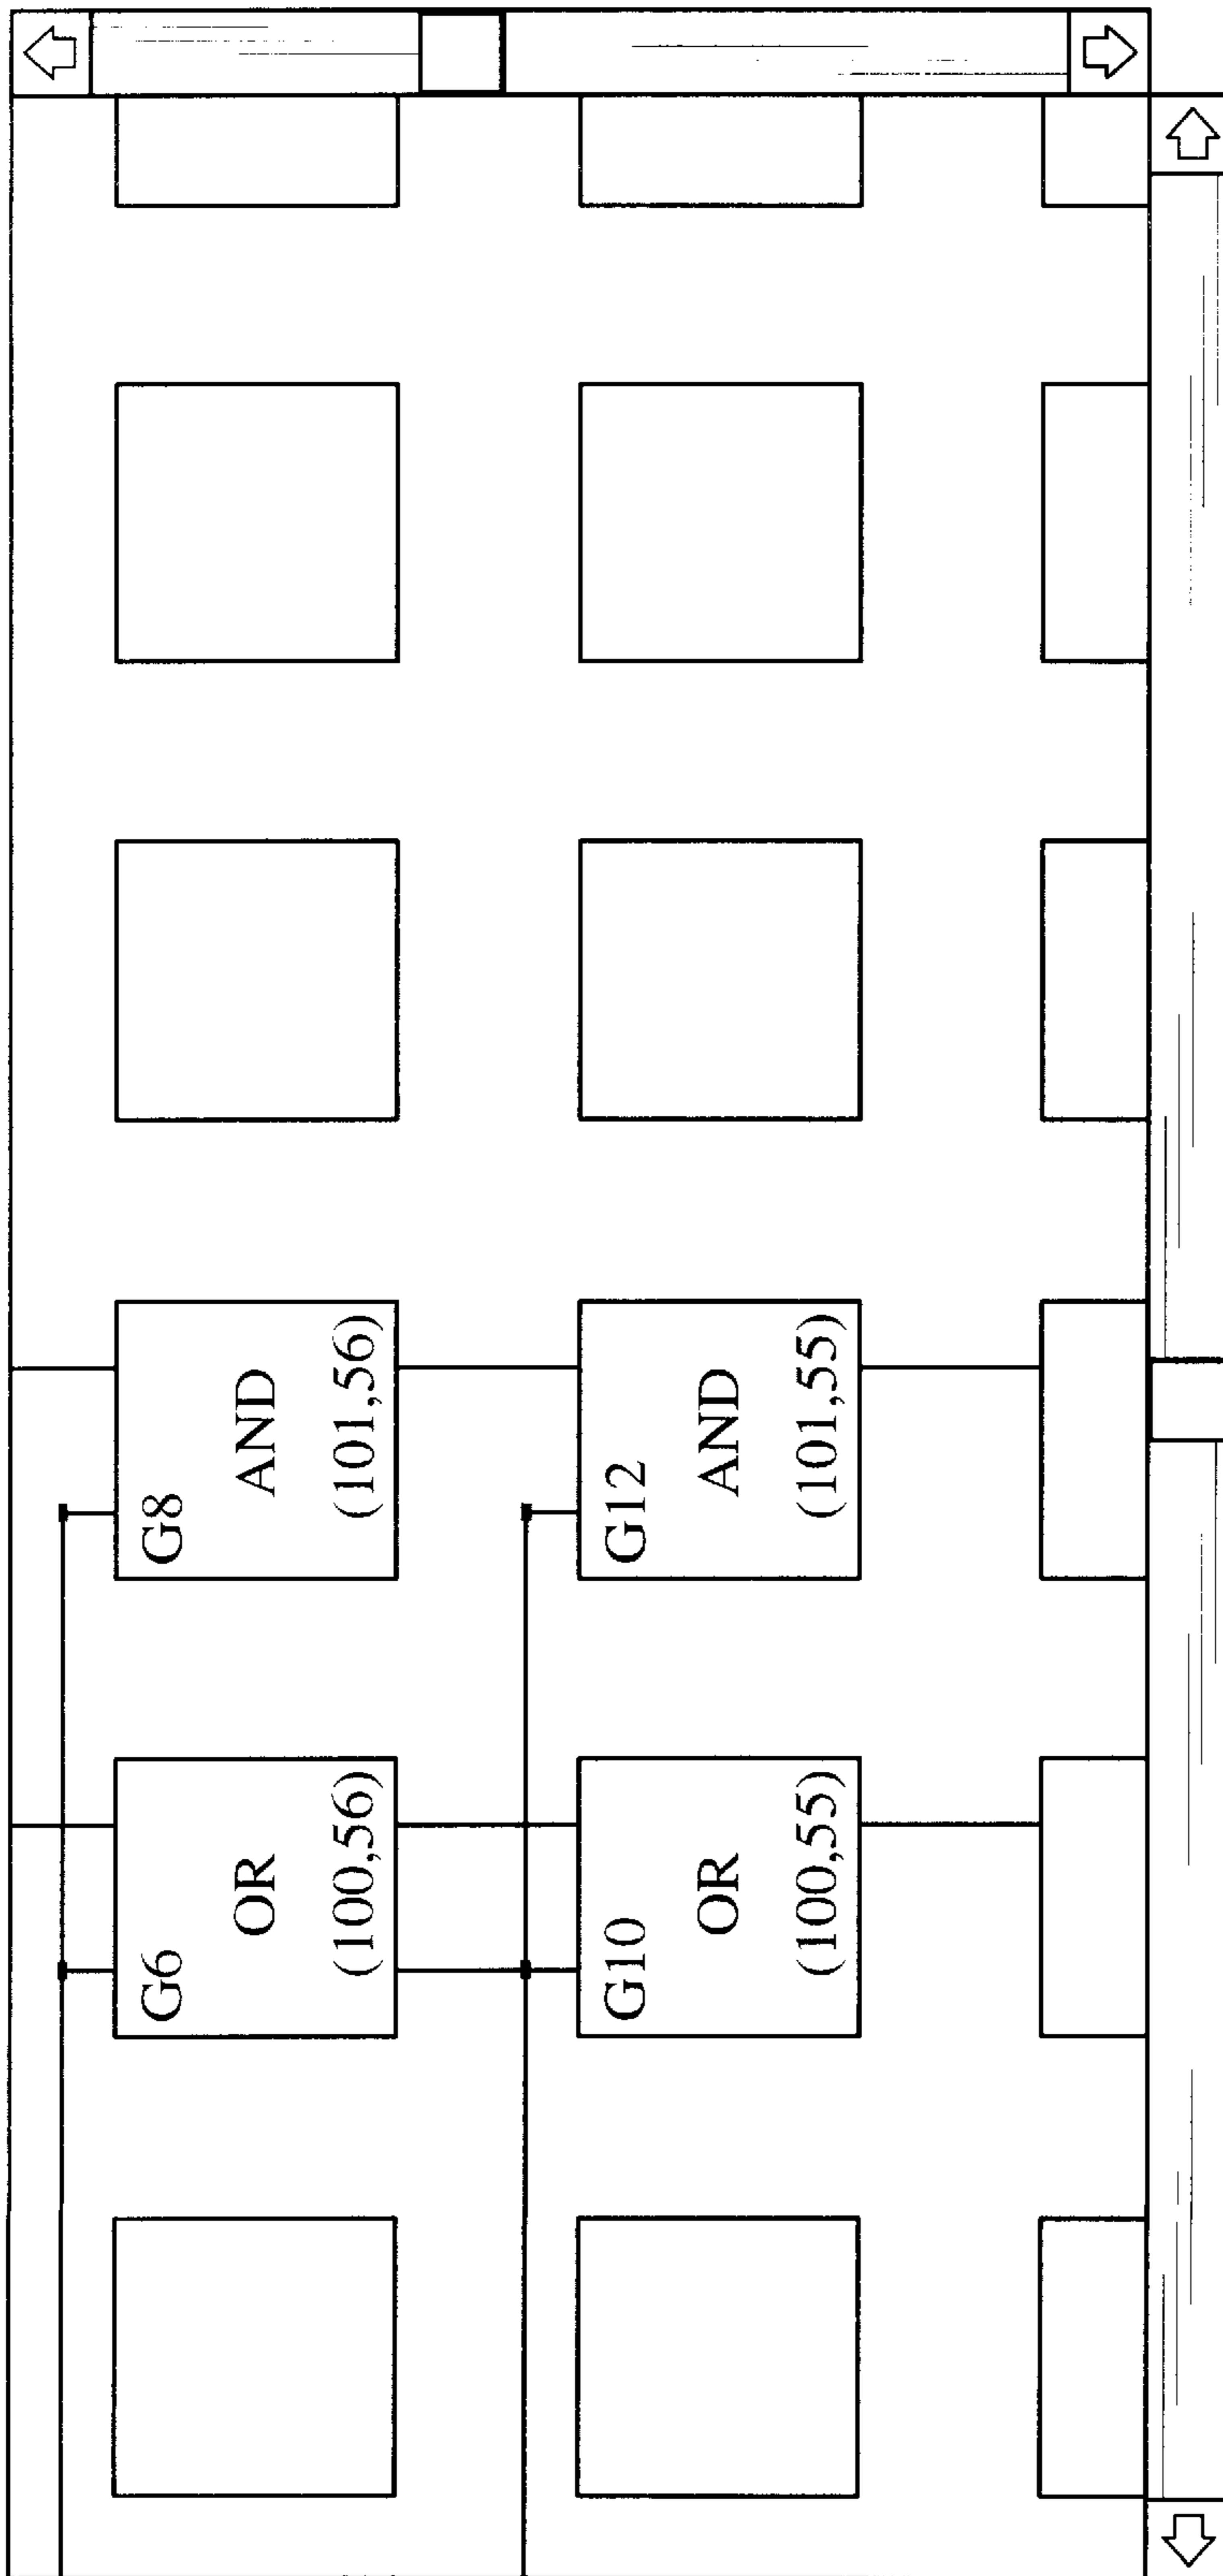 G6
OR
(100,56)
G8
AND
(101,56)
G10
OR
(100,55)
G12
AND
(101,55)